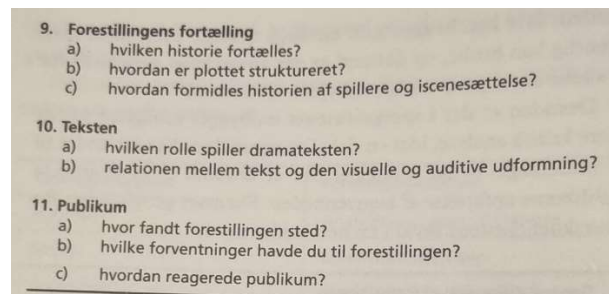 9. Forestillingens fortælling
a) hvilken historie fortælles?
b) hvordan er plottet struktureret?
c) hvordan formidles historien af spillere og iscenesættelse?
10. Teksten
a) hvilken rolle spiller dramateksten?
b) relationen mellem tekst og den visuelle og auditive udformning?
11. Publikum
a) hvor fandt forestillingen sted?
b) hvilke forventninger havde du til forestillingen?
c) hvordan reagerede publikum?